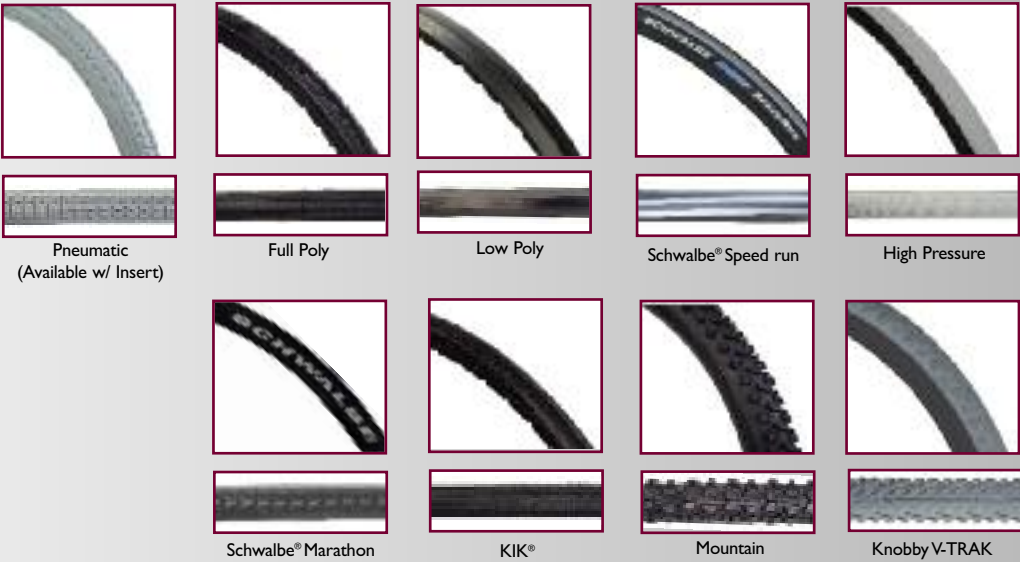 Pneumatic
(Available w/ Insert)
Full Poly
Low Poly
Schwalbe® Speed run
High Pressure
SCHWALBE
Schwalbe® Marathon
KIK®
Mountain
Knobby V-TRAK